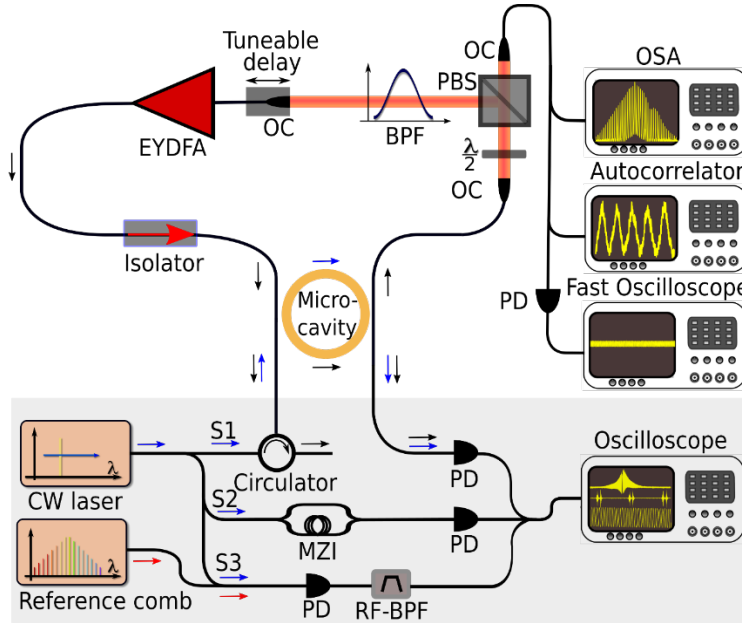 Tuneable
delay
OC
PBS
OSA
EYDFA
OC
BPF
λ
2
OC
Autocorrelator
Isolator
Micro-
cavity
PD
Fast Oscilloscope
S1
λ
CW laser
Circulator
PD
Oscilloscope
S2
MZI
PD
λ
S3
Reference comb
PD
RF-BPF